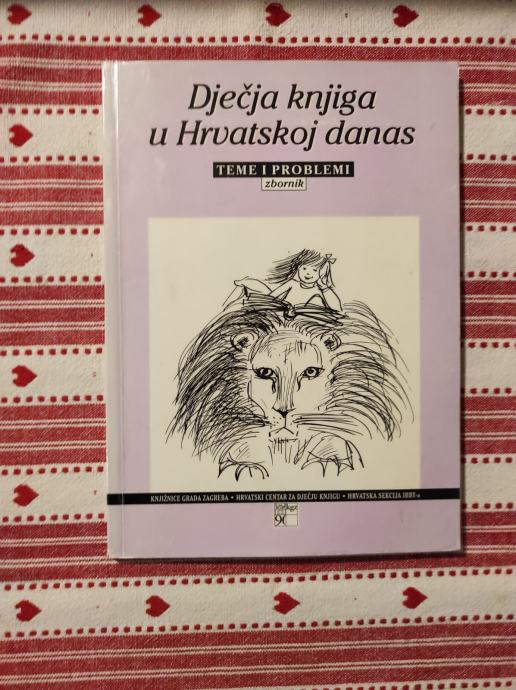 Dječja knjiga
u Hrvatskoj danas
TEME I PROBLEMI
zbornik
KNJIŽNICE GRADA ZAGREBA • HRVATSKI CENTAR ZA DJEČJU KNJIGU • HRVATSKA SEKCIJA IBBY-a